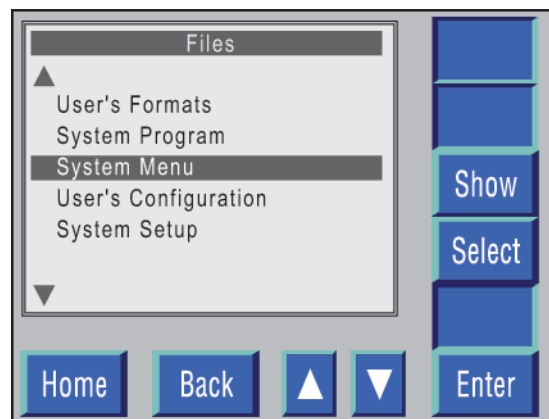 Files
User's Formats
System Program
System Menu
User's Configuration
System Setup
Show
Select
Home
Back
Enter